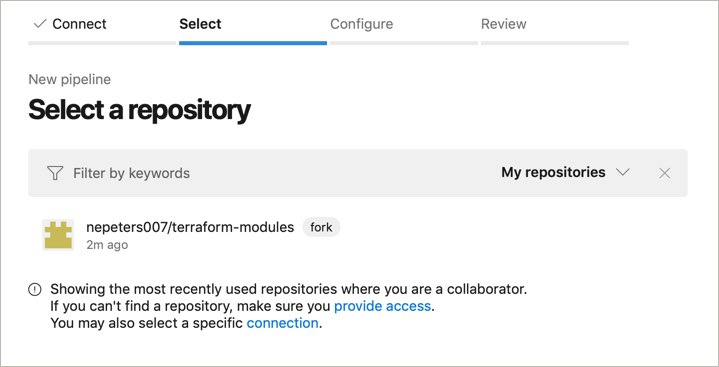 Connect Select Configure Review
New pipeline
Select a repository
Filter by keywords My repositories
nepeters007/terraform-modules fork
2m ago
Showing the most recently used repositories where you are a collaborator.
If you can't find a repository, make sure you provide access.
You may also select a specific connection.